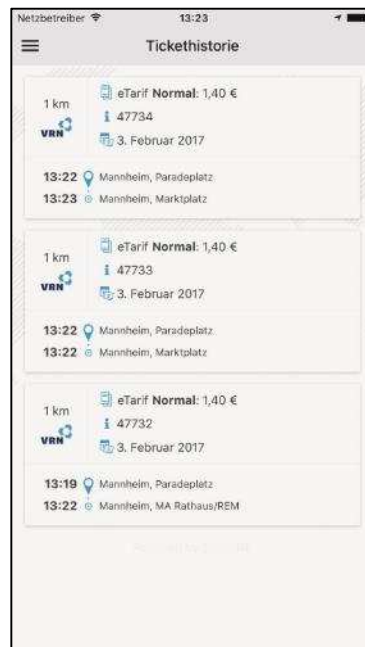 Netzbetreiber 13:23
Tickethistorie
1 km
VRN
eTarif Normal: 1,40 €
47734
3. Februar 2017
13:22 Mannheim, Paradeplatz
13:23 Mannheim, Marktplatz
1 km
VRN
eTarif Normal: 1,40 €
47733
3. Februar 2017
13:22 Mannheim, Paradeplatz
13:22 Mannheim, Marktplatz
1 km
VRN
eTarif Normal: 1,40 €
47732
3. Februar 2017
13:19 Mannheim, Paradeplatz
13:22 Mannheim, MA Rathaus/REM